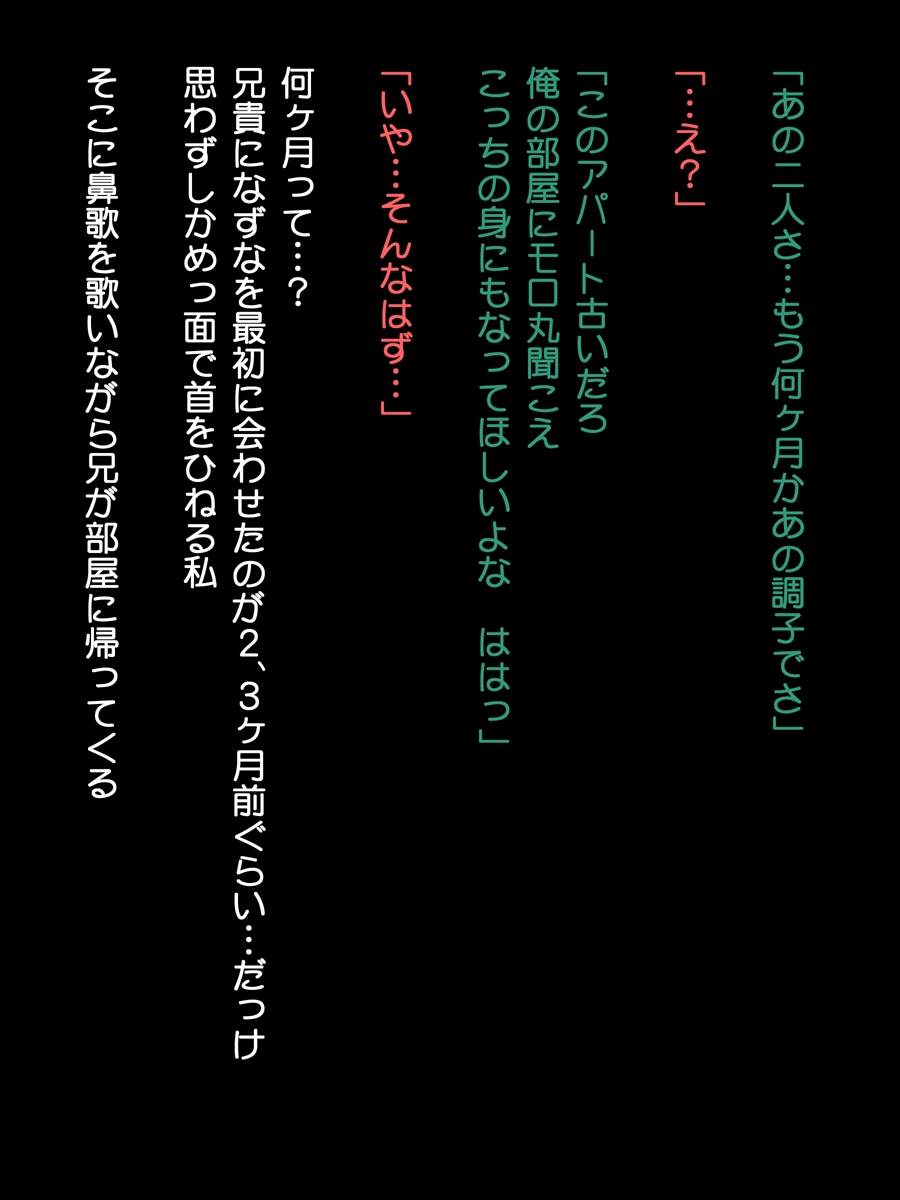 「あの二人さ…もう何ヶ月かあの調子でさ」
「…え？」
「このアパート古いだろ
俺の部屋にモロ丸聞こえ
こっちの身にもなってほしいよな　ははっ」
「いや…そんなはず…」
何ヶ月って…？
兄貴になずなを最初に会わせたのが２、３ヶ月前ぐらい…だっけ
思わずしかめっ面で首をひねる私
そこに鼻歌を歌いながら兄が部屋に帰ってくる